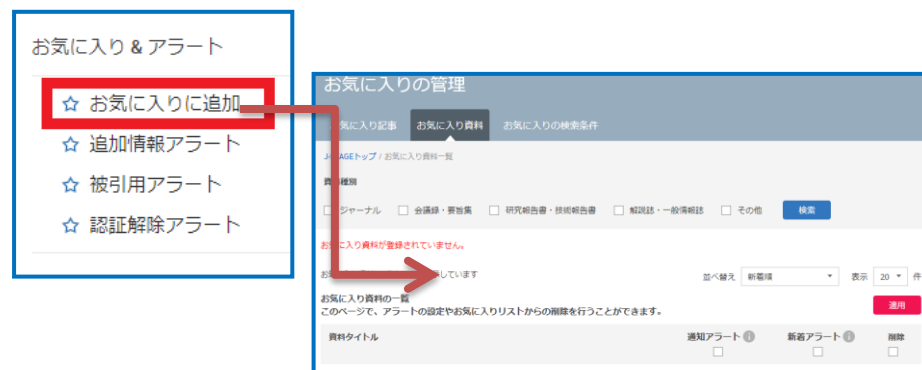 お気に入り & アラート
お気に入りに追加
追加情報アラート
被引用アラート
認証解除アラート
お気に入りの管理
気に入り記事 お気に入り資料 お気に入りの検索条件
AGEトップ / お気に入り資料一覧
種別
ジャーナル 会議録・要旨集 研究報告書・技術報告書 解説誌・一般情報誌 その他 検索
お気に入り資料が登録されていません。
しています 並べ替え 新着順 表示 20 件
お気に入り資料の一覧
このページで、アラートの設定やお気に入りリストからの削除を行うことができます。 適用
資料タイトル 通知アラート 新着アラート 削除